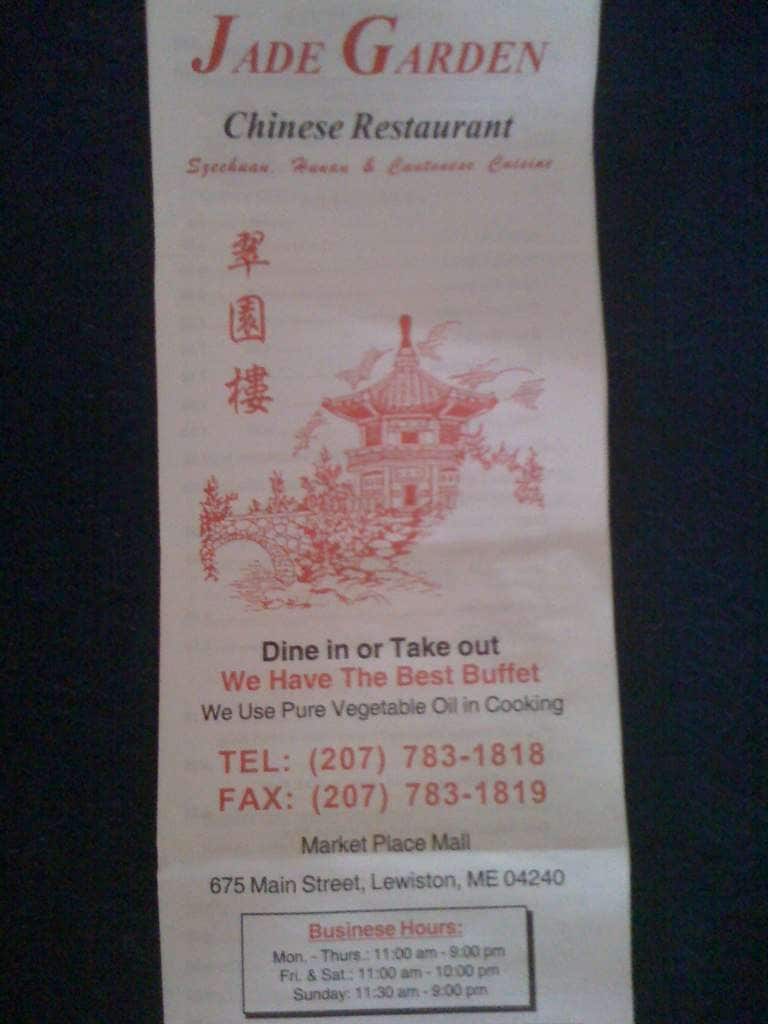 JADE GARDEN
Chinese Restaurant
Szechuan, Hunan & Cantonese Cuisine
翠
園
樓
Dine in or Take out
We Have The Best Buffet
We Use Pure Vegetable Oil in Cooking
TEL: (207) 783-1818
FAX: (207) 783-1819
Market Place Mall
675 Main Street, Lewiston, ME 04240
Businese Hours:
Mon. - Thurs.: 11:00 am - 9:00 pm
Fri. & Sat.: 11:00 am - 10:00 pm
Sunday: 11:30 am - 9:00 pm